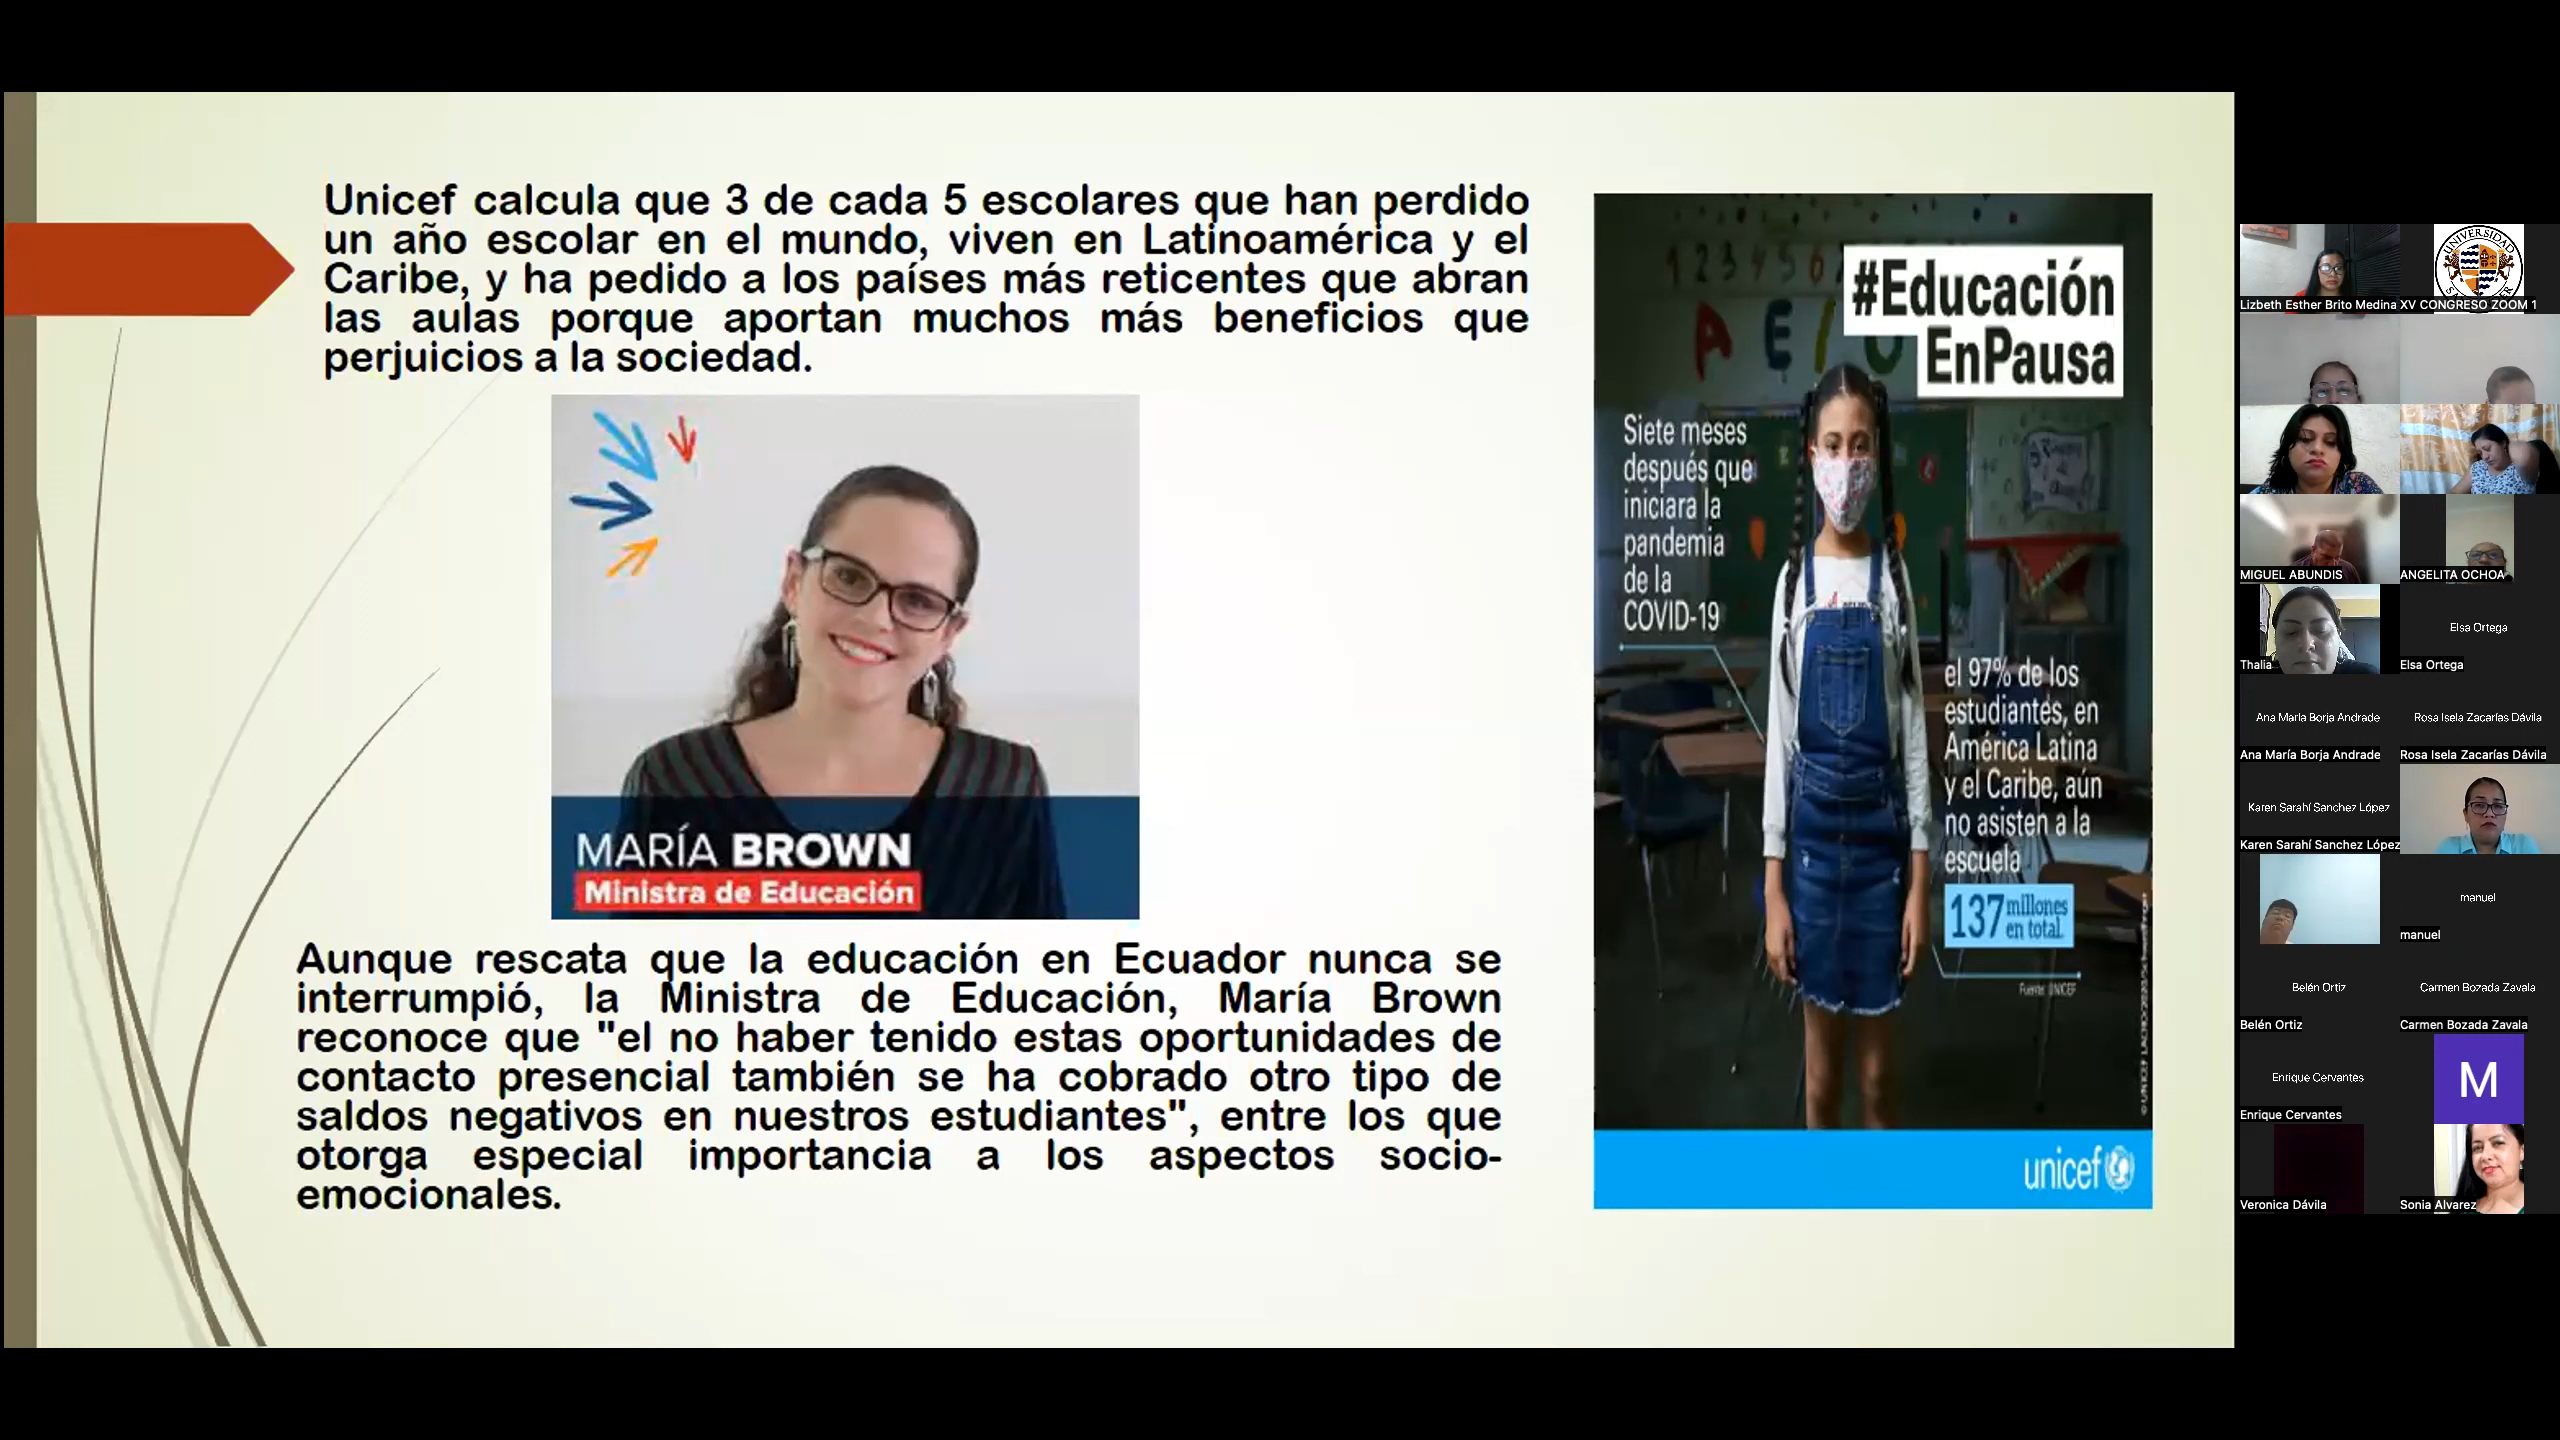 Unicef calcula que 3 de cada 5 escolares que han perdido
un año escolar en el mundo, viven en Latinoamérica y el
Caribe, y ha pedido a los países más reticentes que abran
las aulas porque aportan muchos más beneficios que
perjuicios a la sociedad.
MARÍA BROWN
Ministra de Educación
Aunque rescata que la educación en Ecuador nunca se
interrumpió, la Ministra de Educación, María Brown
reconoce que "el no haber tenido estas oportunidades de
contacto presencial también se ha cobrado otro tipo de
saldos negativos en nuestros estudiantes", entre los que
otorga especial importancia a los aspectos socio-
emocionales.
#Educación
EnPausa
1 2 3
A E I O
Siete meses
después que
iniciara la
pandemia
de la
COVID-19
el 97% de los
estudiantes, en
América Latina
y el Caribe, aún
no asisten a la
escuela
137 millones
en total.
Fuente: UNICEF
unicef
UNIVERSIDAD
Lizbeth Esther Brito Medina
XV CONGRESO ZOOM 1
MIGUEL ABUNDIS
ANGELITA OCHOA
Thalia
Elsa Ortega
Elsa Ortega
Ana María Borja Andrade
Ana María Borja Andrade
Rosa Isela Zacarías Dávila
Rosa Isela Zacarías Dávila
Karen Sarahí Sanchez López
Karen Sarahí Sanchez López
manuel
manuel
Belén Ortiz
Belén Ortiz
Carmen Bozada Zavala
Carmen Bozada Zavala
Enrique Cervantes
Enrique Cervantes
M
Veronica Dávila
Sonia Alvarez